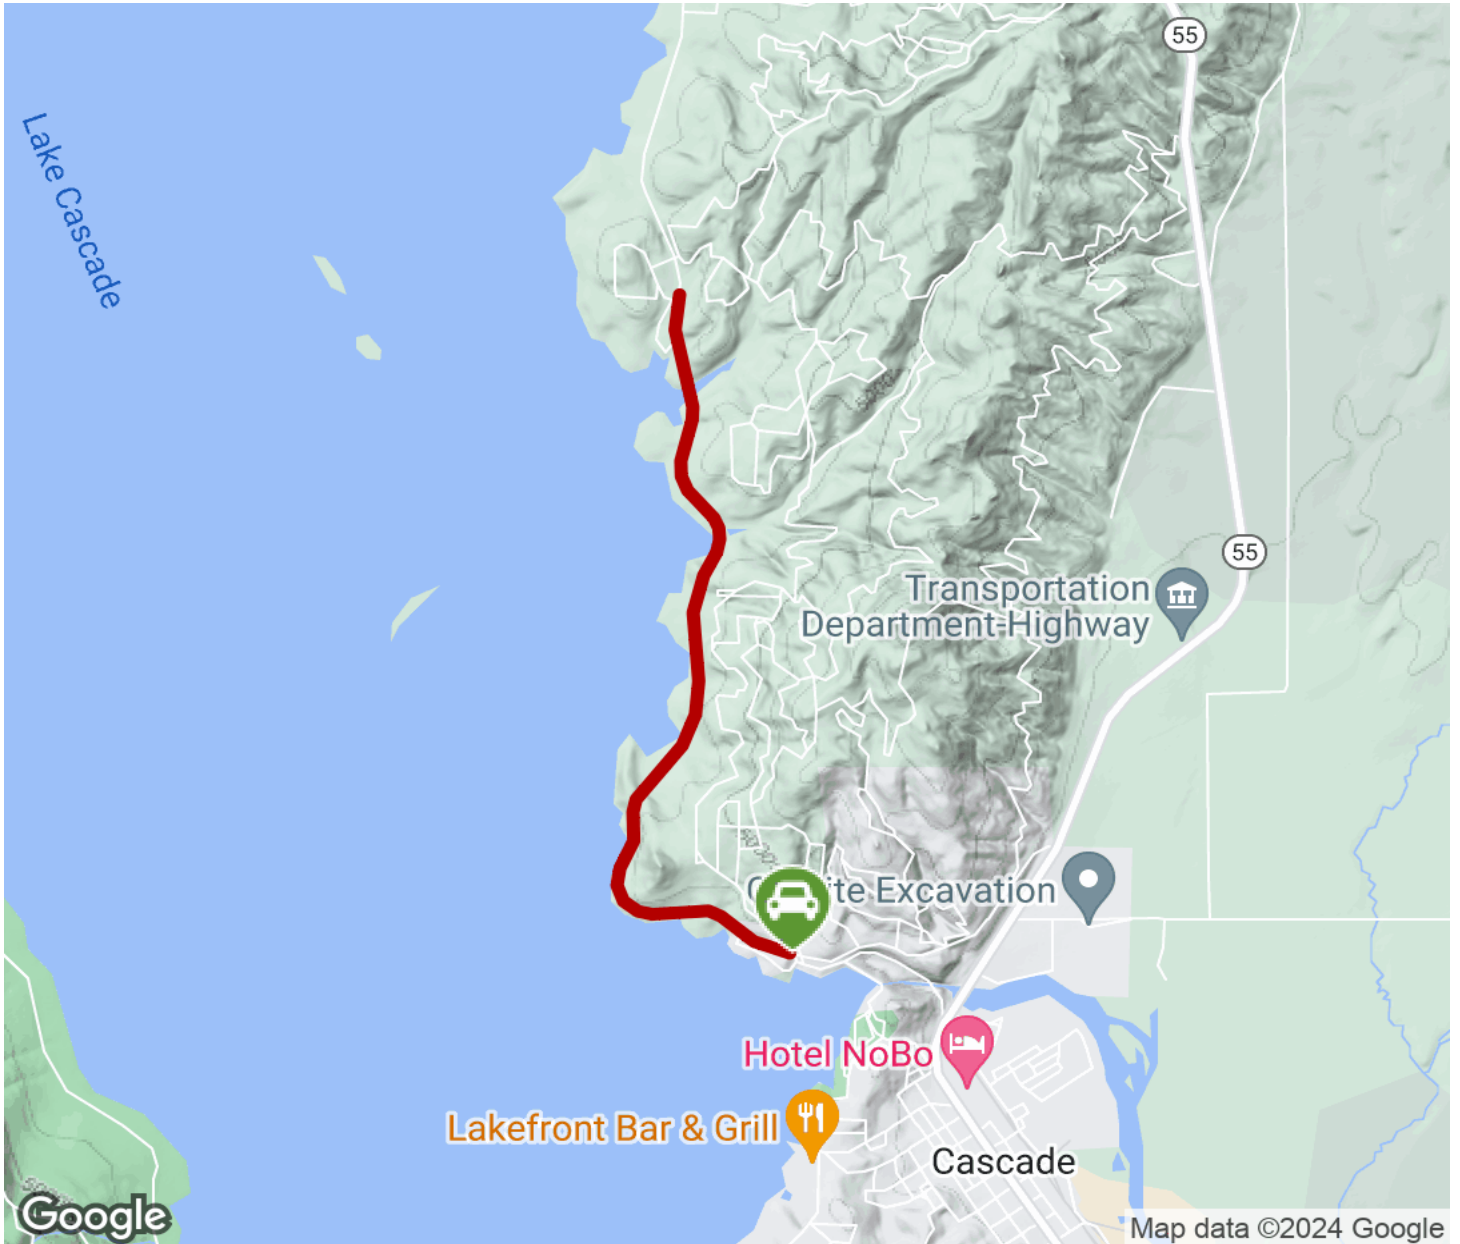 55
Lake Cascade
55
Transportation
Department-Highway
ite Excavation
Hotel NoBo
Lakefront Bar & Grill
Cascade
Google
Map data ©2024 Google